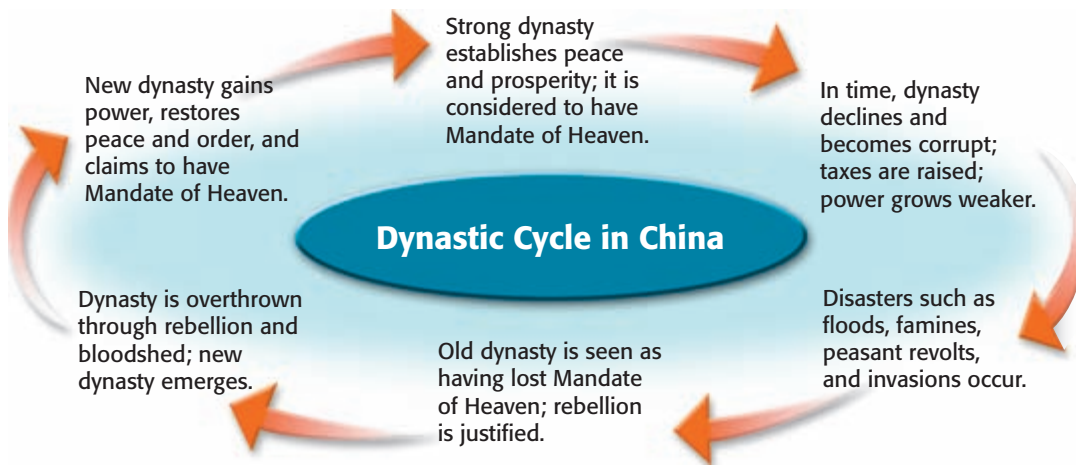 Dynastic Cycle in China
Strong dynasty
establishes peace
and prosperity; it is
considered to have
Mandate of Heaven.
In time, dynasty
declines and
becomes corrupt;
taxes are raised;
power grows weaker.
Disasters such as
floods, famines,
peasant revolts,
and invasions occur.
Old dynasty is seen as
having lost Mandate
of Heaven; rebellion
is justified.
Dynasty is overthrown
through rebellion and
bloodshed; new
dynasty emerges.
New dynasty gains
power, restores
peace and order, and
claims to have
Mandate of Heaven.